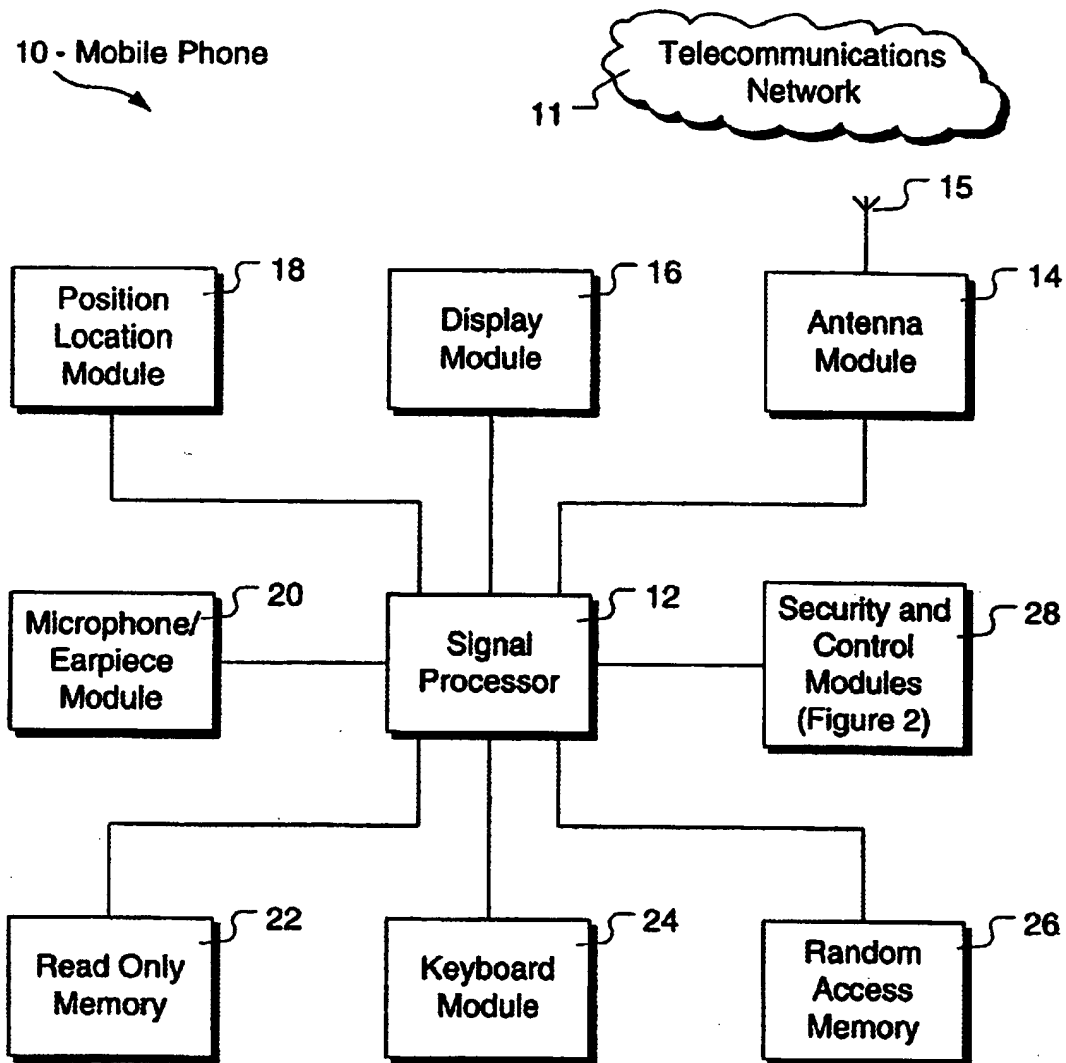 10 - Mobile Phone
Telecommunications
Network
11
15
18
Position
Location
Module
16
Display
Module
14
Antenna
Module
20
Microphone/
Earpiece
Module
12
Signal
Processor
28
Security and
Control
Modules
(Figure 2)
22
Read Only
Memory
24
Keyboard
Module
26
Random
Access
Memory